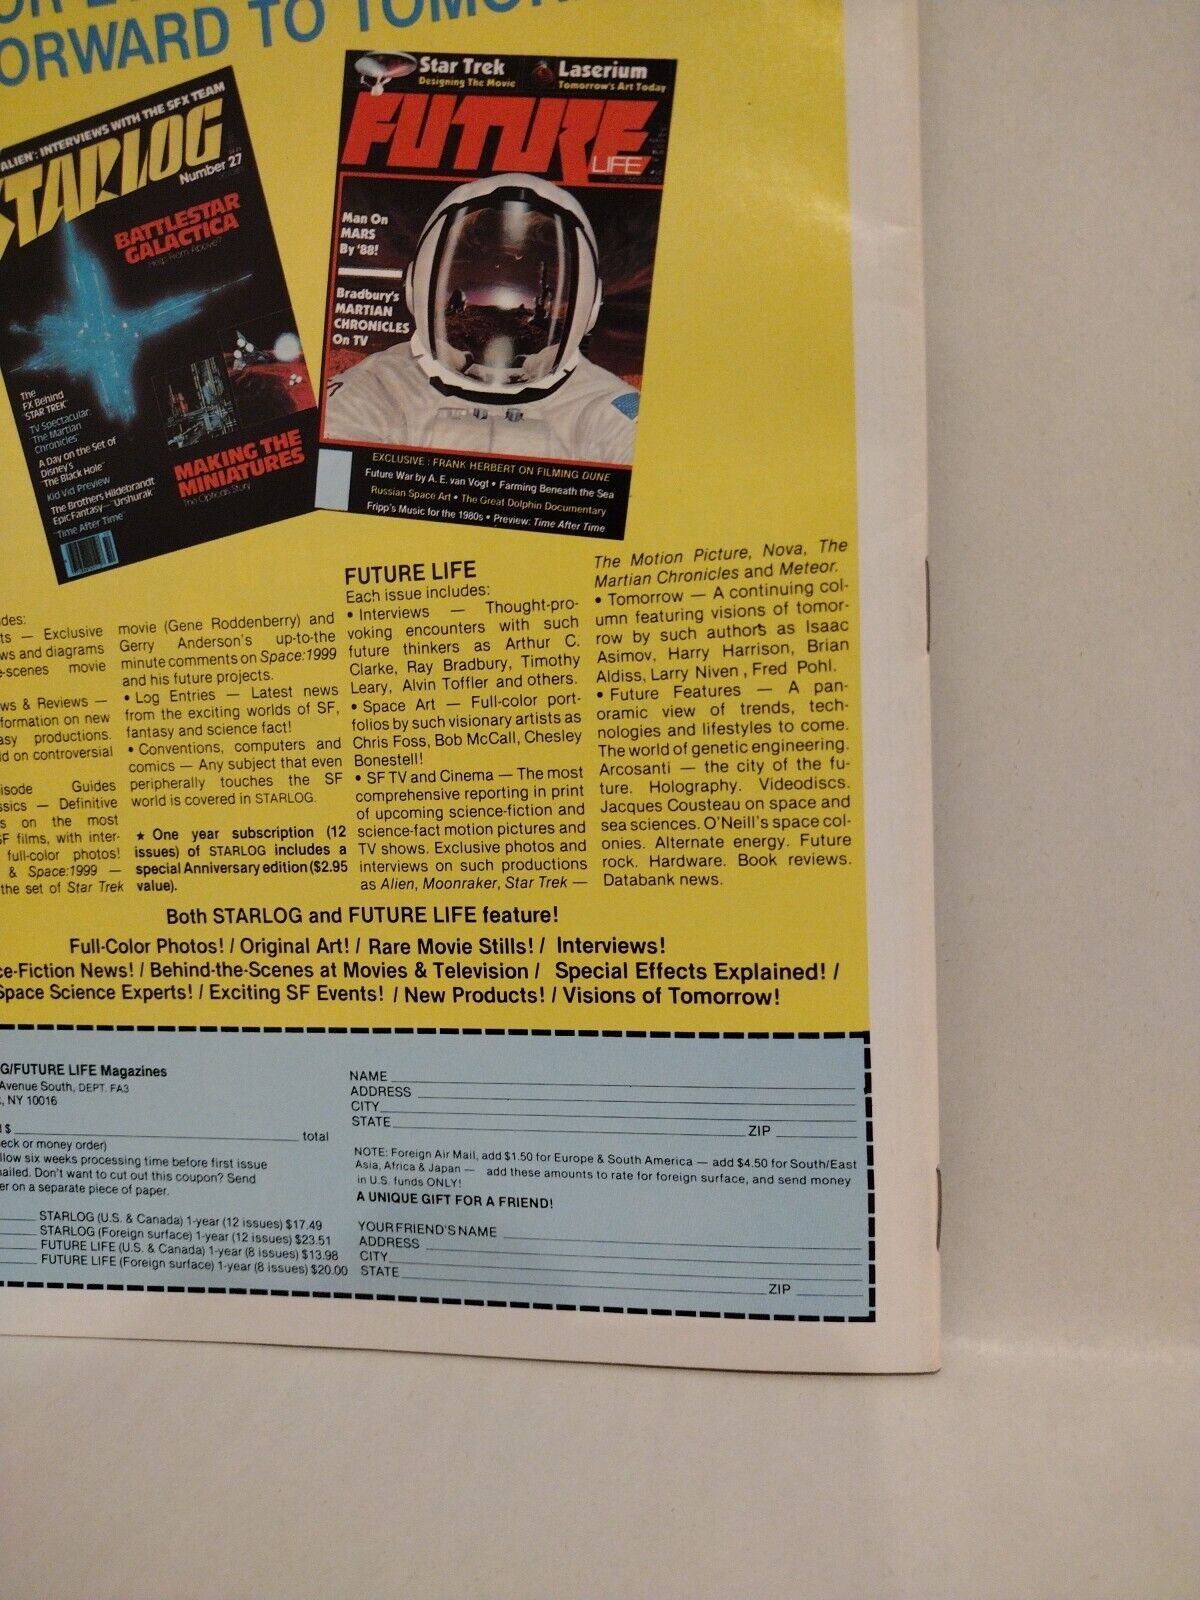 FORWARD TO
'ALIEN': INTERVIEWS WITH THE SFX TEAM
STARLOG
Number 27
BATTLESTAR
GALACTICA
Help From Above?
The
FX Behind
'STAR TREK'
TV Spectacular
'The Martian
Chronicles'
A Day on the Set of
Disney's
'The Black Hole'
Kid Vid Preview
The Brothers Hildebrandt
Epic Fantasy—'Urshurak'
'Time After Time'
MAKING THE
MINIATURES
The Opticals Story
Star Trek
Designing The Movie
Laserium
Tomorrow's Art Today
FUTURE
LIFE
Man On
MARS
By '88!
Bradbury's
MARTIAN
CHRONICLES
On TV
EXCLUSIVE: FRANK HERBERT ON FILMING DUNE
Future War by A. E. van Vogt • Farming Beneath the Sea
Russian Space Art • The Great Dolphin Documentary
Fripp's Music for the 1980s • Preview: Time After Time
des:
ts — Exclusive
ws and diagrams
e-scenes movie
ws & Reviews —
formation on new
asy productions.
d on controversial
isode Guides
ssics — Definitive
s on the most
SF films, with inter-
full-color photos!
& Space:1999 —
the set of Star Trek
movie (Gene Roddenberry) and
Gerry Anderson's up-to-the
minute comments on Space:1999
and his future projects.
• Log Entries — Latest news
from the exciting worlds of SF,
fantasy and science fact!
• Conventions, computers and
comics — Any subject that even
peripherally touches the SF
world is covered in STARLOG.
★ One year subscription (12
issues) of STARLOG includes a
special Anniversary edition ($2.95
value).
FUTURE LIFE
Each issue includes:
• Interviews — Thought-pro-
voking encounters with such
future thinkers as Arthur C.
Clarke, Ray Bradbury, Timothy
Leary, Alvin Toffler and others.
• Space Art — Full-color port-
folios by such visionary artists as
Chris Foss, Bob McCall, Chesley
Bonestell!
• SF TV and Cinema — The most
comprehensive reporting in print
of upcoming science-fiction and
science-fact motion pictures and
TV shows. Exclusive photos and
interviews on such productions
as Alien, Moonraker, Star Trek —
The Motion Picture, Nova, The
Martian Chronicles and Meteor.
• Tomorrow — A continuing col-
umn featuring visions of tomor-
row by such authors as Isaac
Asimov, Harry Harrison, Brian
Aldiss, Larry Niven , Fred Pohl.
• Future Features — A pan-
oramic view of trends, tech-
nologies and lifestyles to come.
The world of genetic engineering.
Arcosanti — the city of the fu-
ture. Holography. Videodiscs.
Jacques Cousteau on space and
sea sciences. O'Neill's space col-
onies. Alternate energy. Future
rock. Hardware. Book reviews.
Databank news.
Both STARLOG and FUTURE LIFE feature!
Full-Color Photos! / Original Art! / Rare Movie Stills! / Interviews!
ce-Fiction News! / Behind-the-Scenes at Movies & Television / Special Effects Explained! /
Space Science Experts! / Exciting SF Events! / New Products! / Visions of Tomorrow!
G/FUTURE LIFE Magazines
Avenue South, DEPT. FA3
, NY 10016
$ total
eck or money order)
llow six weeks processing time before first issue
ailed. Don't want to cut out this coupon? Send
er on a separate piece of paper.
STARLOG (U.S. & Canada) 1-year (12 issues) $17.49
STARLOG (Foreign surface) 1-year (12 issues) $23.51
FUTURE LIFE (U.S. & Canada) 1-year (8 issues) $13.98
FUTURE LIFE (Foreign surface) 1-year (8 issues) $20.00
NAME
ADDRESS
CITY
STATE ZIP
NOTE: Foreign Air Mail, add $1.50 for Europe & South America — add $4.50 for South/East
Asia, Africa & Japan — add these amounts to rate for foreign surface, and send money
in U.S. funds ONLY!
A UNIQUE GIFT FOR A FRIEND!
YOUR FRIEND'S NAME
ADDRESS
CITY
STATE ZIP